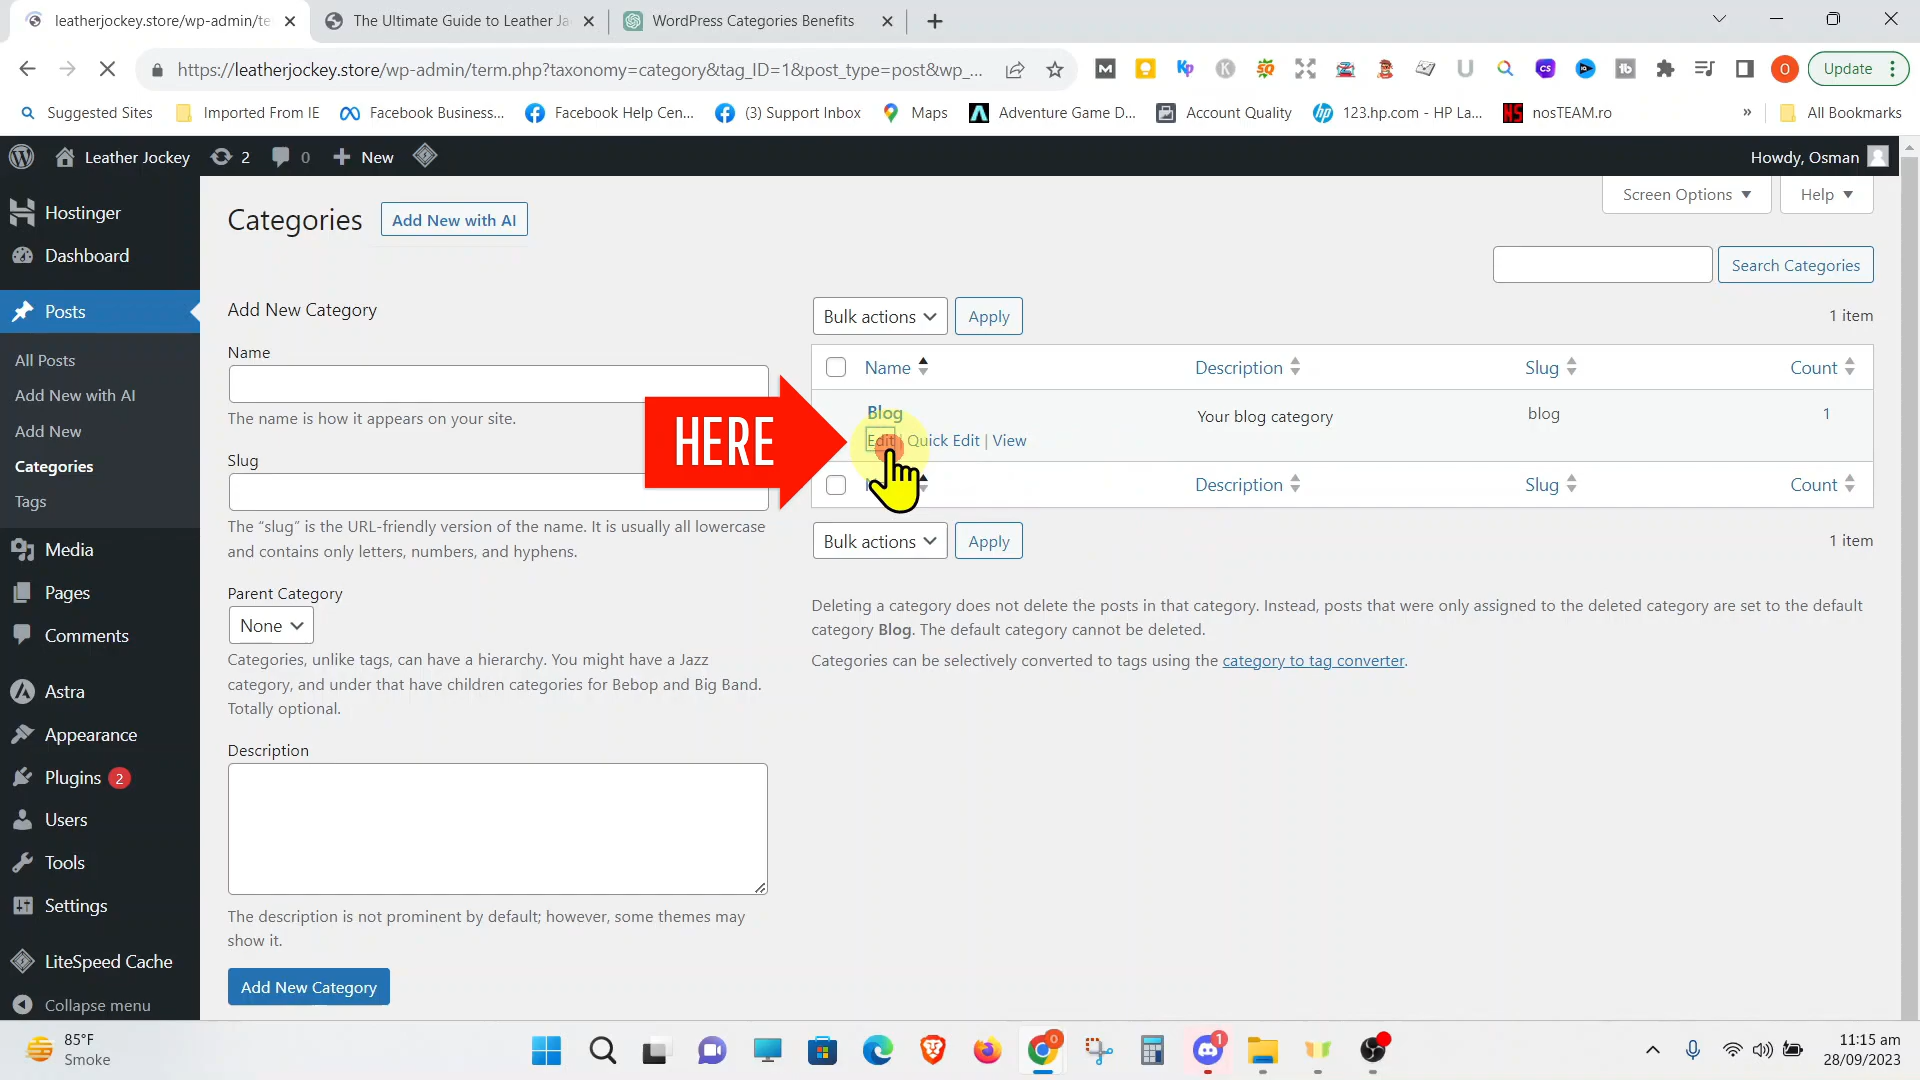 leatherjockey.store/wp-admin/te
The Ultimate Guide to Leather Ja
WordPress Categories Benefits
https://leatherjockey.store/wp-admin/term.php?taxonomy=category&tag_ID=1&post_type=post&wp_...
Update
Suggested Sites
Imported From IE
Facebook Business...
Facebook Help Cen...
(3) Support Inbox
Maps
Adventure Game D...
Account Quality
123.hp.com - HP La...
nosTEAM.ro
» All Bookmarks
Leather Jockey 2 0 New
Howdy, Osman
Hostinger
Dashboard
Posts
All Posts
Add New with AI
Add New
Categories
Tags
Media
Pages
Comments
Astra
Appearance
Plugins 2
Users
Tools
Settings
LiteSpeed Cache
Collapse menu
Screen Options
Help
Categories
Add New with AI
Search Categories
Add New Category
Name
The name is how it appears on your site.
Slug
The “slug” is the URL-friendly version of the name. It is usually all lowercase
and contains only letters, numbers, and hyphens.
Parent Category
None
Categories, unlike tags, can have a hierarchy. You might have a Jazz
category, and under that have children categories for Bebop and Big Band.
Totally optional.
Description
The description is not prominent by default; however, some themes may
show it.
Add New Category
Bulk actions Apply 1 item
Name Description Slug Count
Blog Your blog category blog 1
Edit | Quick Edit | View
HERE
Description Slug Count
Bulk actions Apply 1 item
Deleting a category does not delete the posts in that category. Instead, posts that were only assigned to the deleted category are set to the default
category Blog. The default category cannot be deleted.
Categories can be selectively converted to tags using the category to tag converter.
85°F
Smoke
11:15 am
28/09/2023